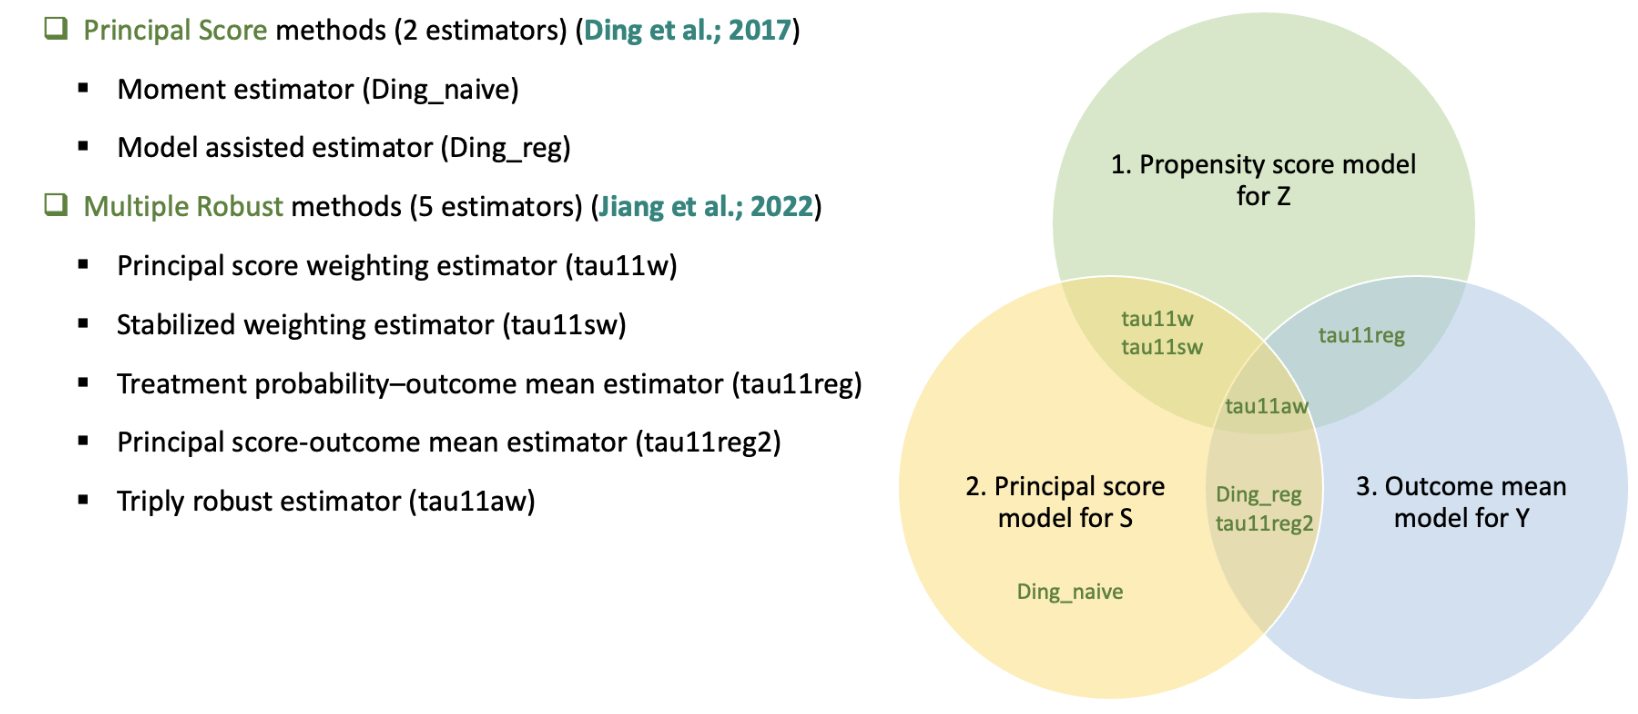 Principal Score methods (2 estimators) (Ding et al.; 2017)
Moment estimator (Ding_naive)
Model assisted estimator (Ding_reg)
Multiple Robust methods (5 estimators) (Jiang et al.; 2022)
Principal score weighting estimator (tau11w)
Stabilized weighting estimator (tau11sw)
Treatment probability–outcome mean estimator (tau11reg)
Principal score-outcome mean estimator (tau11reg2)
Triply robust estimator (tau11aw)
1. Propensity score model
for Z
tau11w
tau11sw
tau11reg
tau11aw
2. Principal score
model for S
Ding_reg
tau11reg2
3. Outcome mean
model for Y
Ding_naive